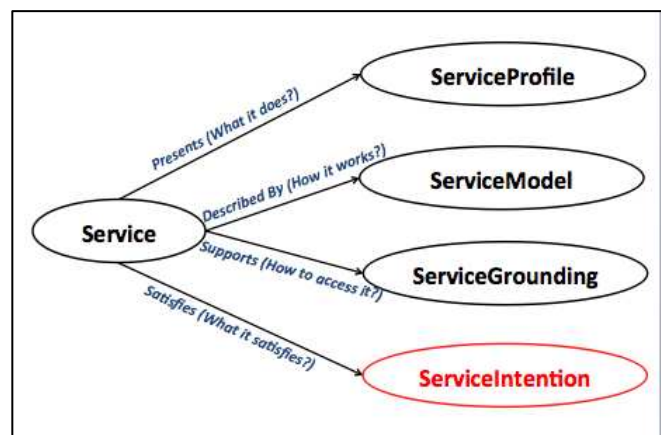 ServiceProfile
Presents (What it does?)
Described By (How it works?)
ServiceModel
Service
Supports (How to access it?)
ServiceGrounding
Satisfies (What it satisfies?)
ServiceIntention